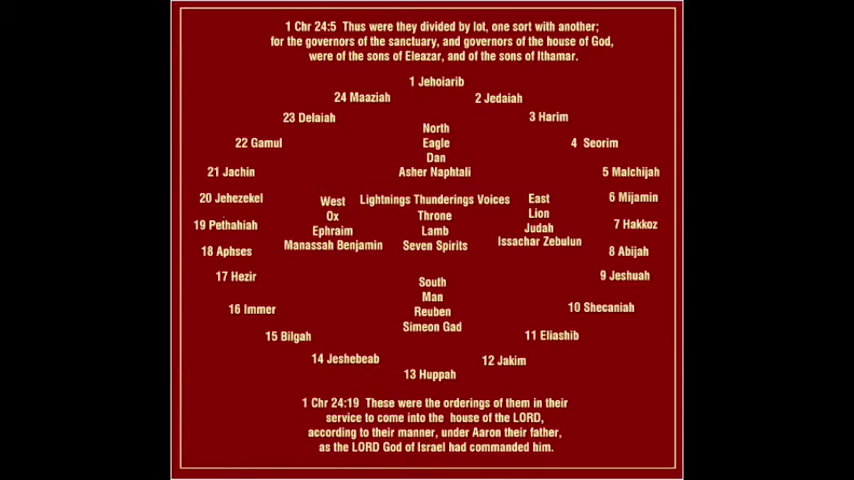 1 Chr 24:5 Thus were they divided by lot, one sort with another;
for the governors of the sanctuary, and governors of the house of God,
were of the sons of Eleazar, and of the sons of Ithamar.
1 Jehoiarib
24 Maaziah
2 Jedaiah
23 Delaiah
3 Harim
North
22 Gamul
Eagle
4 Seorim
Dan
21 Jachin
Asher Naphtali
5 Malchijah
20 Jehezekel
West
Lightnings Thunderings Voices
East
6 Mijamin
Ox
Throne
Lion
19 Pethahiah
Ephraim
Lamb
Judah
7 Hakkoz
Manassah Benjamin
Seven Spirits
Issachar Zebulun
18 Aphses
8 Abijah
17 Hezir
South
9 Jeshuah
Man
16 Immer
Reuben
10 Shecaniah
Simeon Gad
15 Bilgah
11 Eliashib
14 Jeshebeab
12 Jakim
13 Huppah
1 Chr 24:19 These were the orderings of them in their
service to come into the house of the LORD,
according to their manner, under Aaron their father,
as the LORD God of Israel had commanded him.